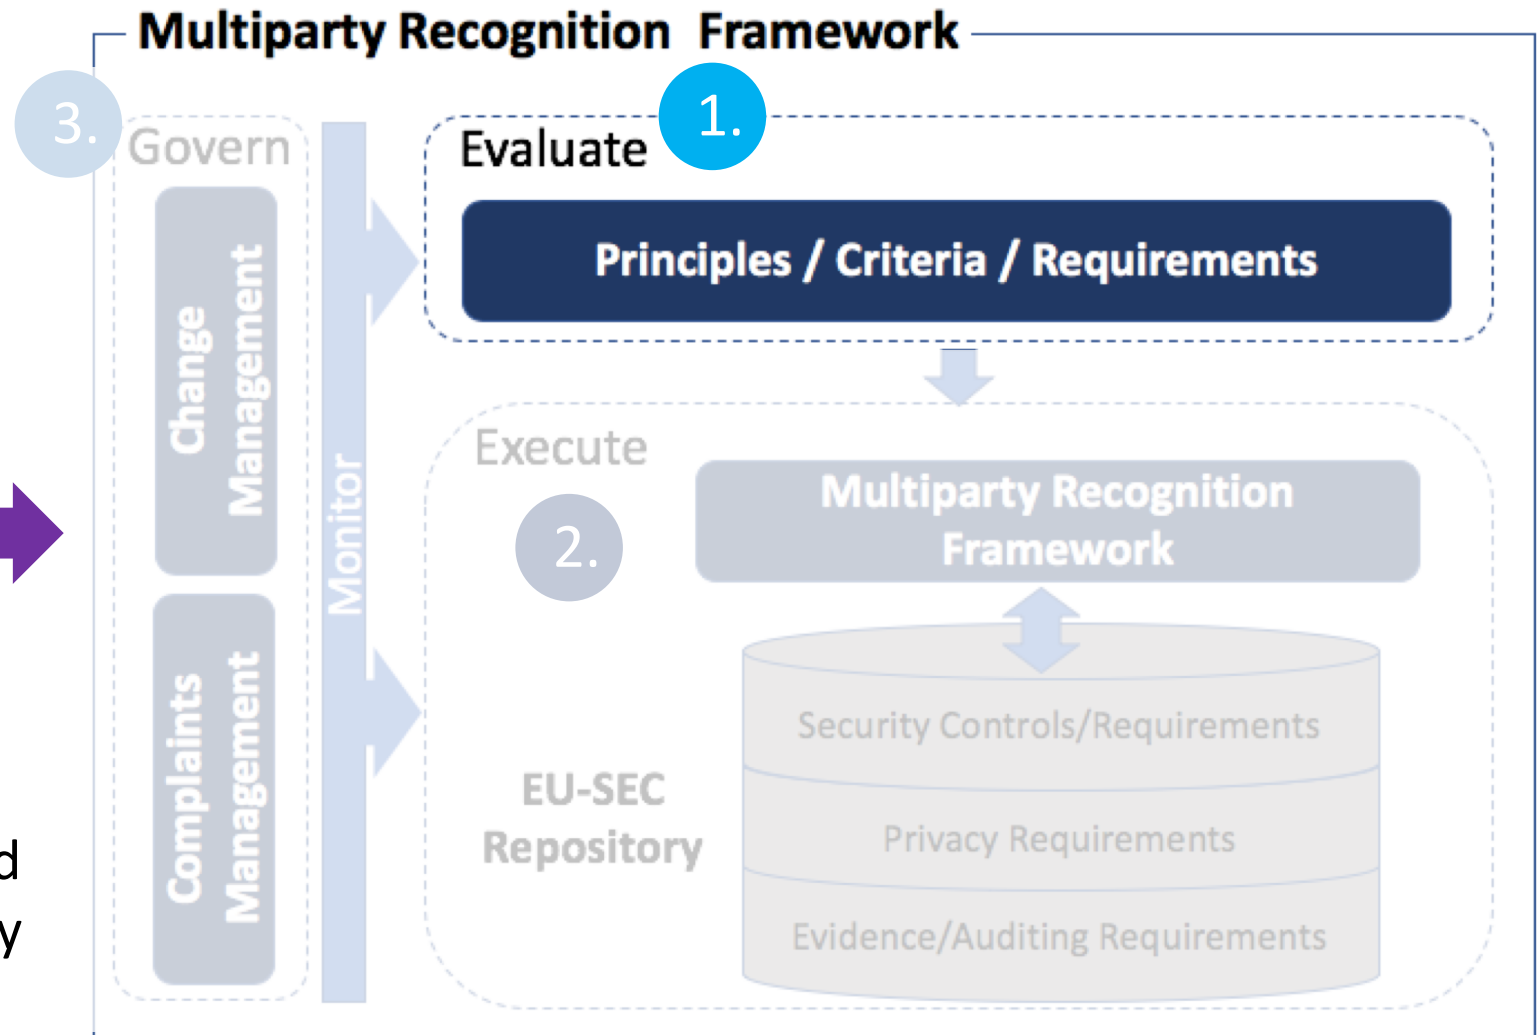 Multiparty Recognition Framework
3.
Govern
Change
Management
Complaints
Management
Monitor
1.
Evaluate
Principles / Criteria / Requirements
Execute
2.
Multiparty Recognition
Framework
EU-SEC
Repository
Security Controls/Requirements
Privacy Requirements
Evidence/Auditing Requirements
d
y